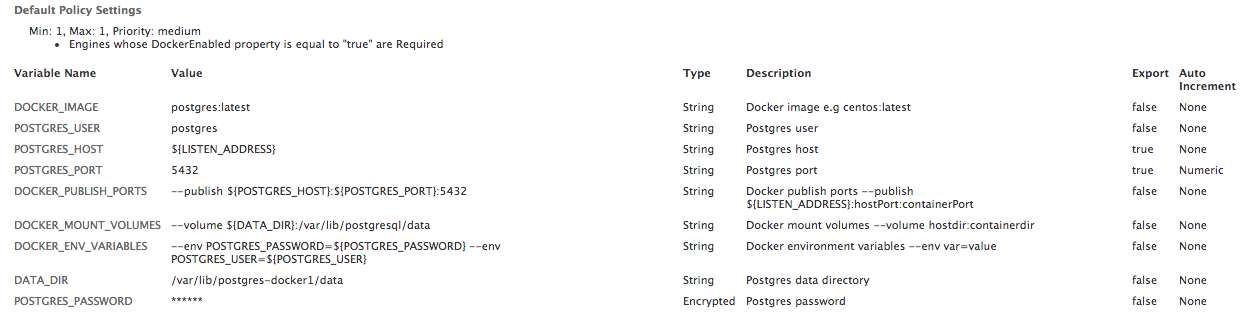 Default Policy Settings
Min: 1, Max: 1, Priority: medium
• Engines whose DockerEnabled property is equal to "true" are Required
Variable Name Value Type Description Export Auto
Increment
DOCKER_IMAGE postgres:latest String Docker image e.g centos:latest false None
POSTGRES_USER postgres String Postgres user false None
POSTGRES_HOST ${LISTEN_ADDRESS} String Postgres host true None
POSTGRES_PORT 5432 String Postgres port true Numeric
DOCKER_PUBLISH_PORTS --publish ${POSTGRES_HOST}:${POSTGRES_PORT}:5432 String Docker publish ports --publish false None
${LISTEN_ADDRESS}:hostPort:containerPort
DOCKER_MOUNT_VOLUMES --volume ${DATA_DIR}:/var/lib/postgresql/data String Docker mount volumes --volume hostdir:containerdir false None
DOCKER_ENV_VARIABLES --env POSTGRES_PASSWORD=${POSTGRES_PASSWORD} --env String Docker environment variables --env var=value false None
POSTGRES_USER=${POSTGRES_USER}
DATA_DIR /var/lib/postgres-docker1/data String Postgres data directory false None
POSTGRES_PASSWORD ****** Encrypted Postgres password false None